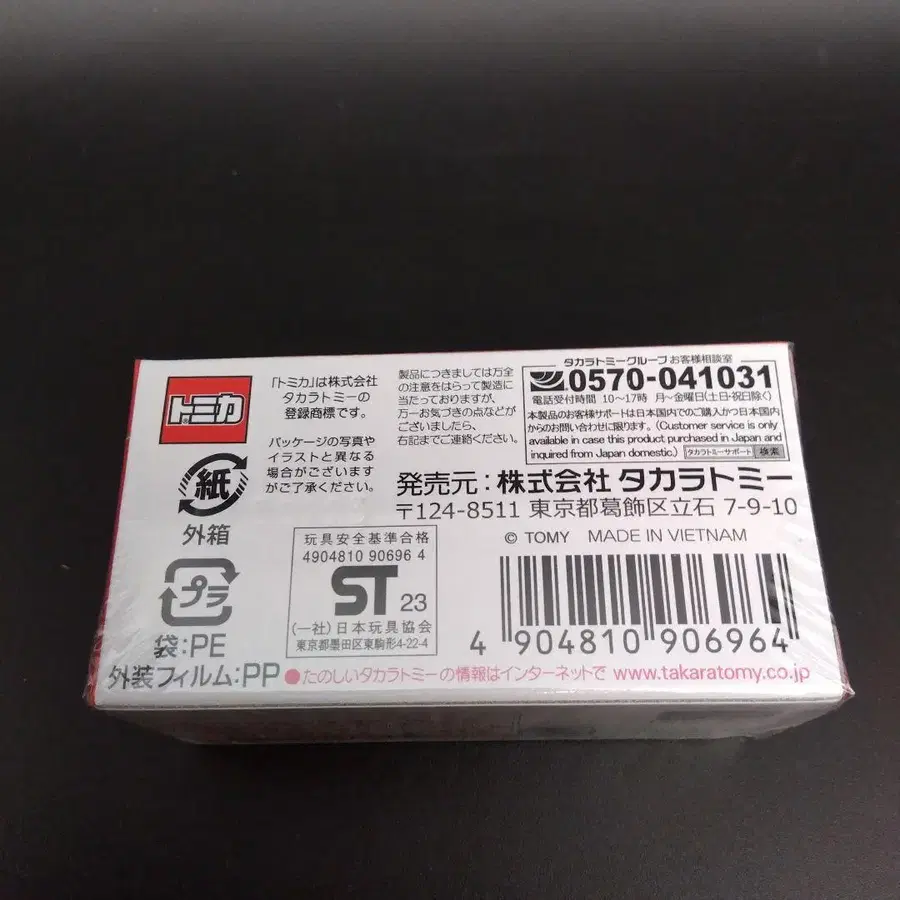 トミカ
®
「トミカ」は株式会社
タカラトミーの
登録商標です。
パッケージの写真や
イラストと異なる
場合がございます
がご了承ください。
製品につきましては万全
の注意をはらって製造に
当たっておりますが、
万一お気づきの点などが
ございましたら、
右記までご連絡ください。
タカラトミーグループ お客様相談室
0570-041031
電話受付時間 10〜17時 月〜金曜日(土日・祝日除く)
本製品のお客様サポートは日本国内でのご購入かつ日本国内
からのお問い合わせに限ります。(Customer service is only
available in case this product purchased in Japan and
inquired from Japan domestic.) タカラトミーサポート 検索
発売元:株式会社 タカラトミー
〒124-8511 東京都葛飾区立石 7-9-10
© TOMY MADE IN VIETNAM
紙
外箱
プラ
袋:PE
外装フィルム:PP
玩具安全基準合格
4904810 90696 4
ST 23
(一社)日本玩具協会
東京都墨田区東駒形4-22-4
4 904810 906964
●たのしいタカラトミーの情報はインターネットで www.takaratomy.co.jp